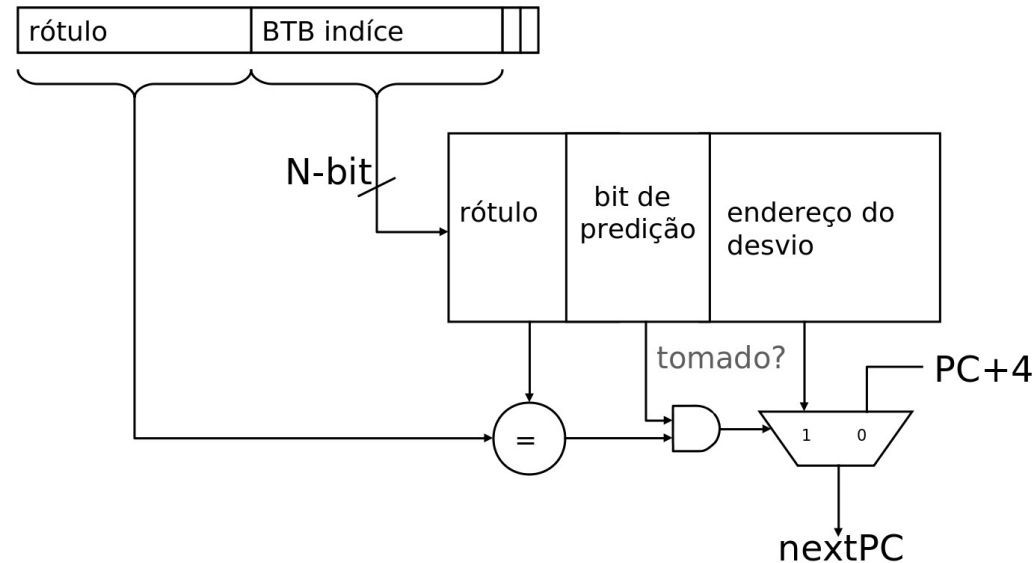 rótulo
BTB indíce
N-bit
rótulo
bit de
predição
endereço do
desvio
tomado?
PC+4
=
1
0
nextPC